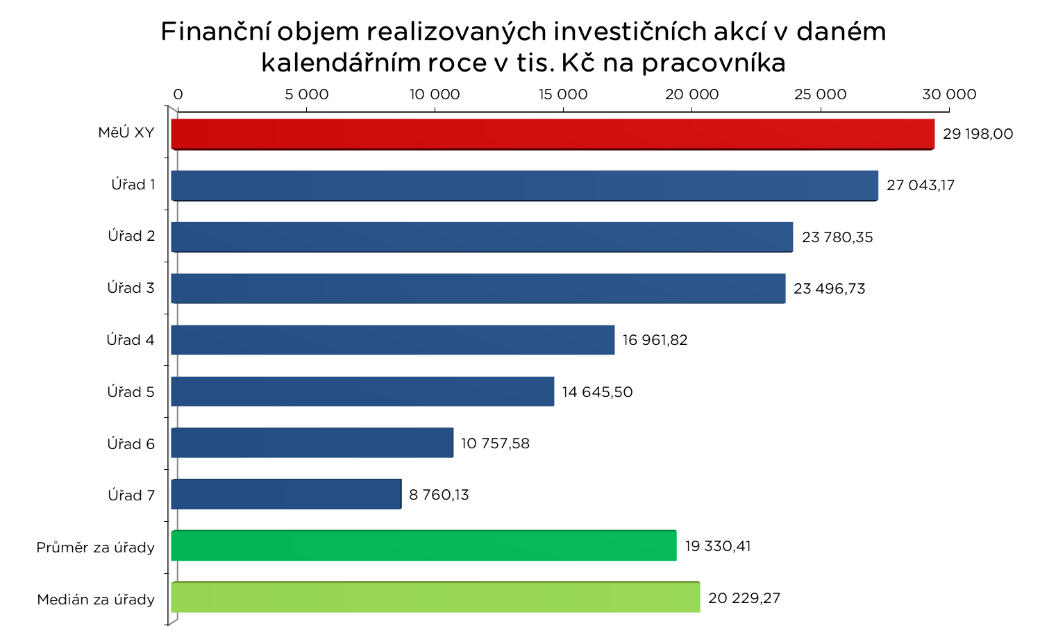 Finanční objem realizovaných investičních akcí v daném
kalendářním roce v tis. Kč na pracovníka
0 5 000 10 000 15 000 20 000 25 000 30 000
MěÚ XY 29 198,00
Úřad 1 27 043,17
Úřad 2 23 780,35
Úřad 3 23 496,73
Úřad 4 16 961,82
Úřad 5 14 645,50
Úřad 6 10 757,58
Úřad 7 8 760,13
Průměr za úřady 19 330,41
Medián za úřady 20 229,27